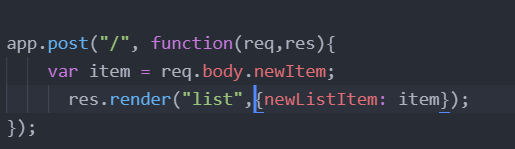 app.post("/", function(req,res){
var item = req.body.newItem;
res.render("list",{newListItem: item});
});